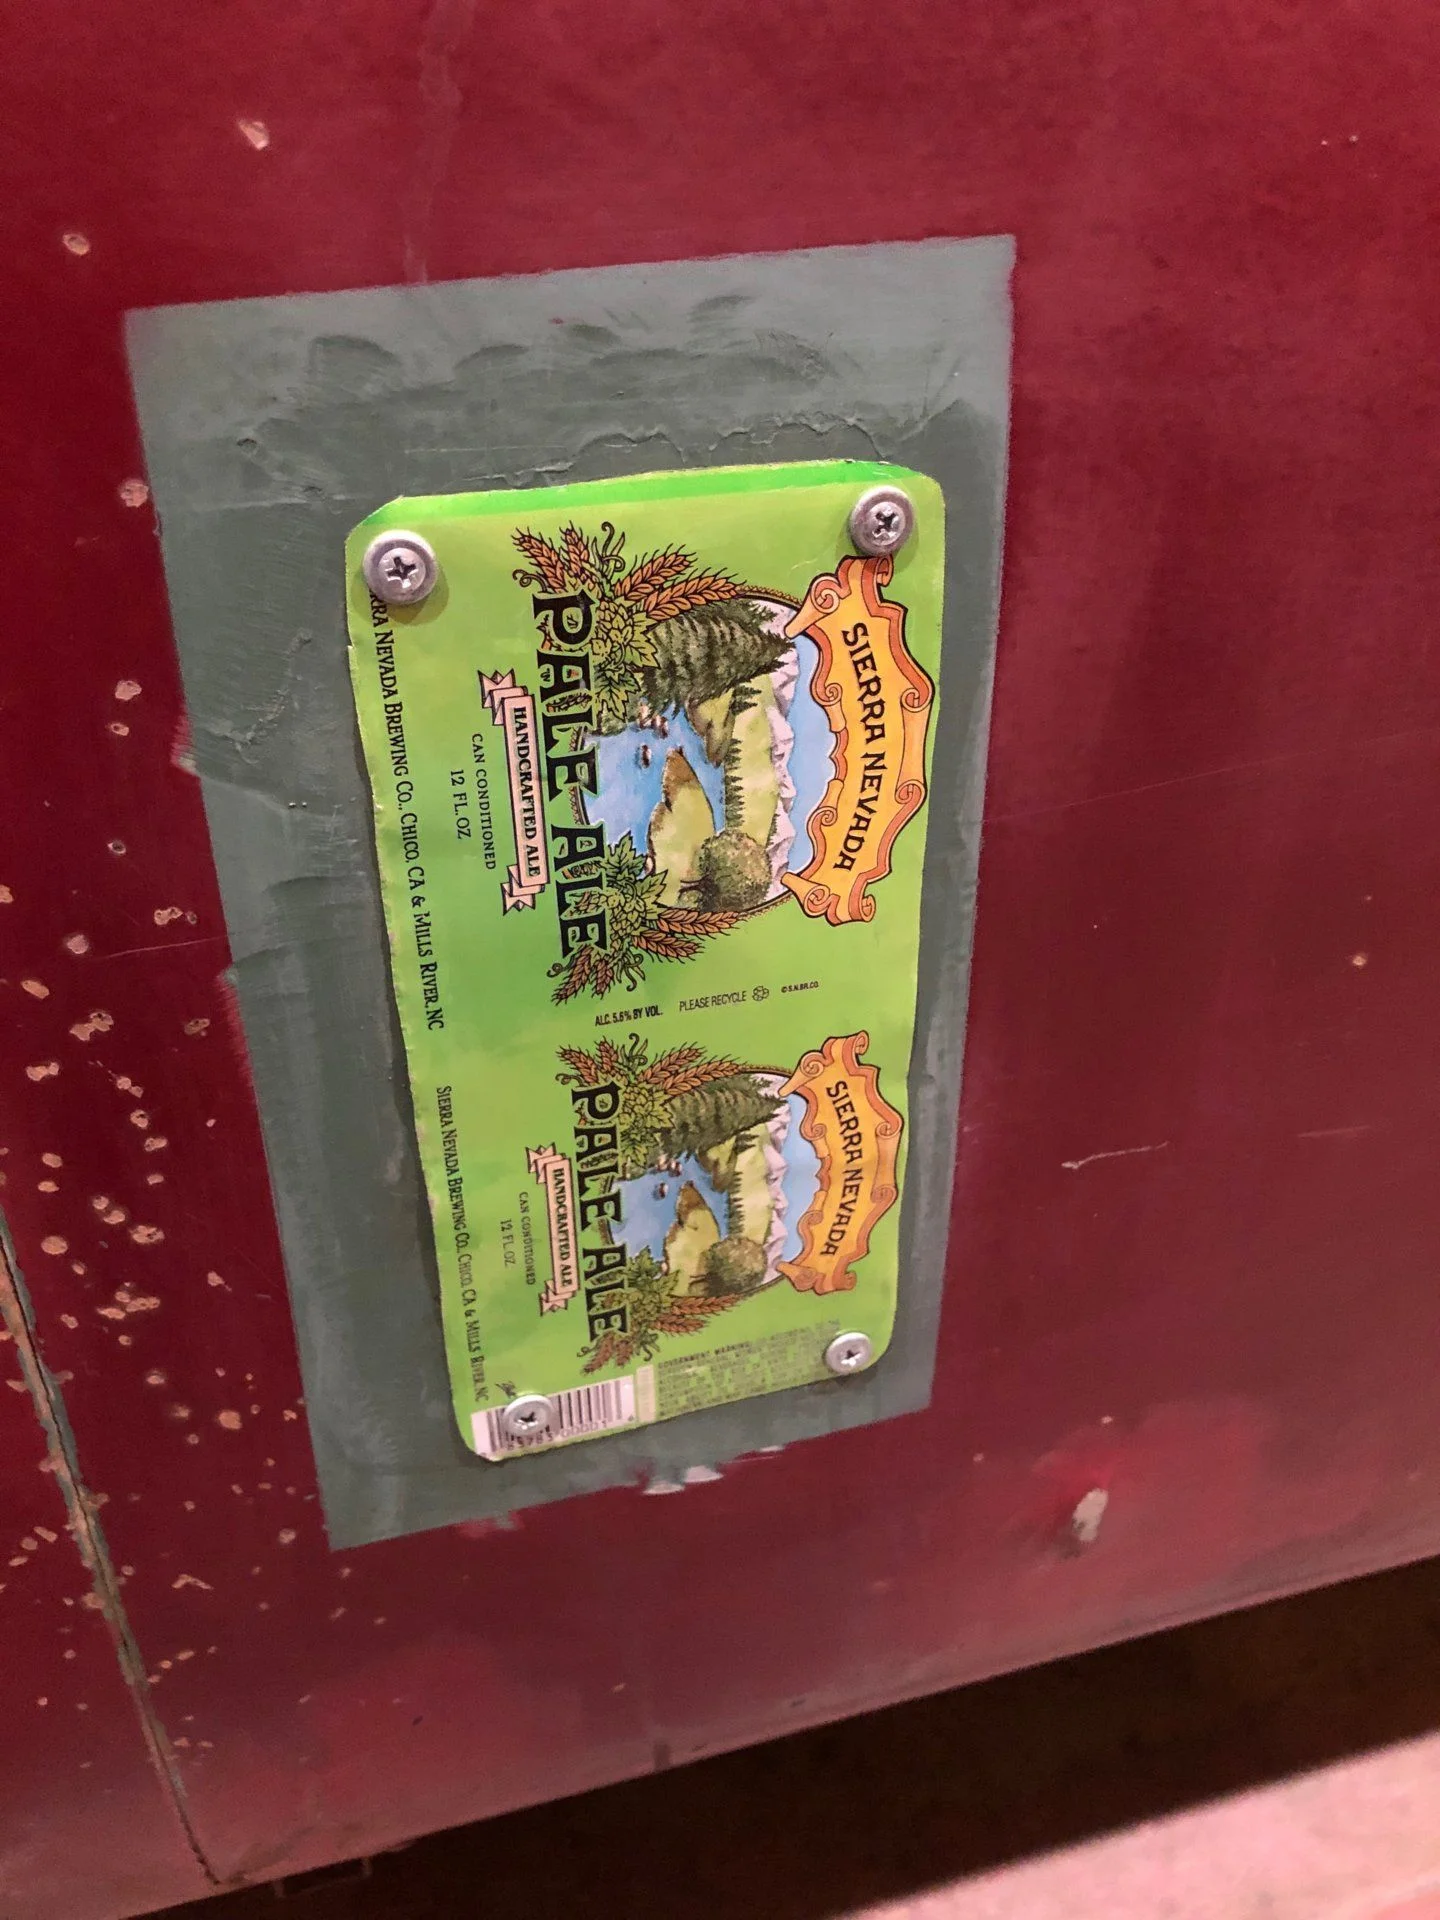 SIERRA NEVADA
PALE ALE
HANDCRAFTED ALE
CAN CONDITIONED
12 FL. OZ
RRA NEVADA BREWING CO., CHICO, CA & MILLS RIVER, NC
ALC. 5.6% BY VOL.
PLEASE RECYCLE
© S.N.BR.CO.
SIERRA NEVADA
PALE ALE
HANDCRAFTED ALE
CAN CONDITIONED
12 FL. OZ.
SIERRA NEVADA BREWING CO., CHICO, CA & MILLS RIVER, NC
GOVERNMENT WARNING: